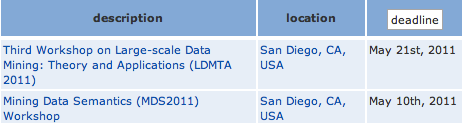 description location deadline
Third Workshop on Large-scale Data San Diego, CA, May 21st, 2011
Mining: Theory and Applications (LDMTA USA
2011)
Mining Data Semantics (MDS2011) San Diego, CA, May 10th, 2011
Workshop USA